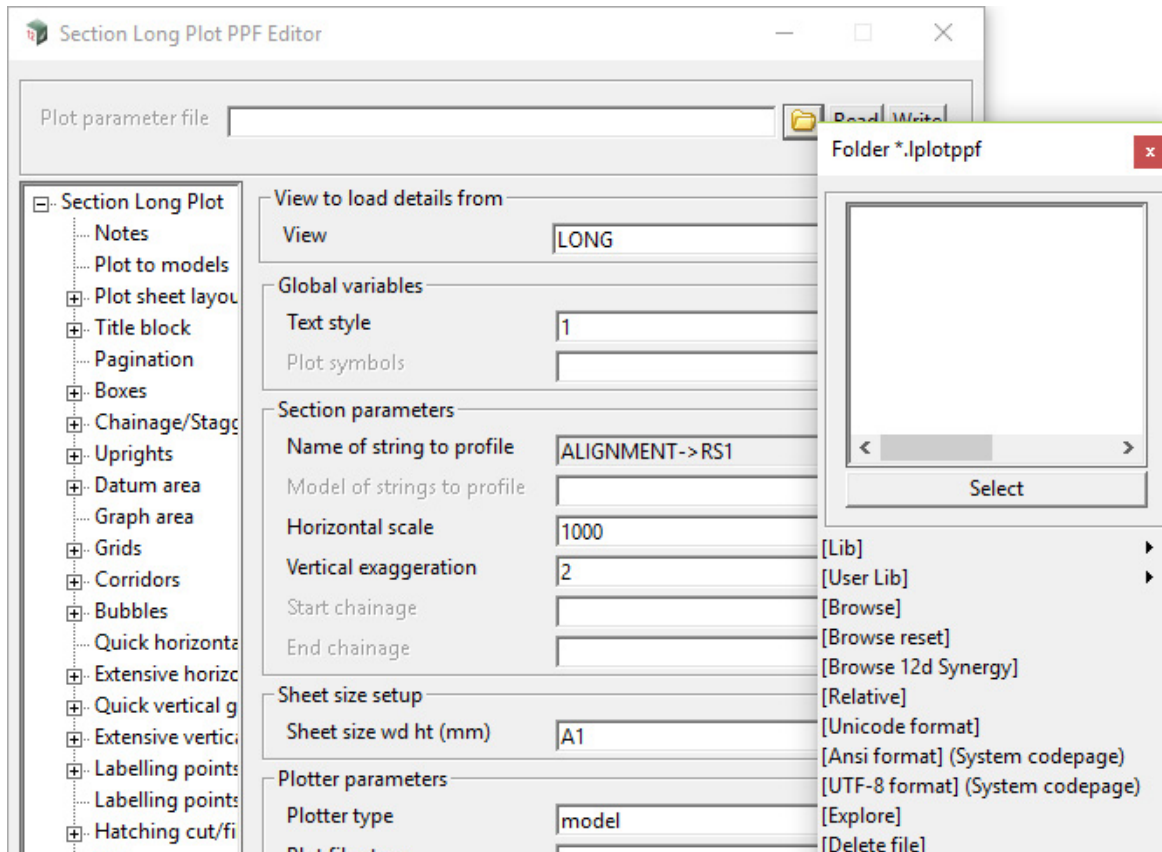 Section Long Plot PPF Editor
Plot parameter file
Read Write
Folder *.lplotppf
x
Section Long Plot
Notes
Plot to models
Plot sheet layou
Title block
Pagination
Boxes
Chainage/Stagg
Uprights
Datum area
Graph area
Grids
Corridors
Bubbles
Quick horizonta
Extensive horizo
Quick vertical g
Extensive vertica
Labelling points
Labelling points
Hatching cut/fi
View to load details from
View LONG
Global variables
Text style 1
Plot symbols
Section parameters
Name of string to profile ALIGNMENT->RS1
Model of strings to profile
Horizontal scale 1000
Vertical exaggeration 2
Start chainage
End chainage
Sheet size setup
Sheet size wd ht (mm) A1
Plotter parameters
Plotter type model
Select
[Lib]
[User Lib]
[Browse]
[Browse reset]
[Browse 12d Synergy]
[Relative]
[Unicode format]
[Ansi format] (System codepage)
[UTF-8 format] (System codepage)
[Explore]
[Delete file]